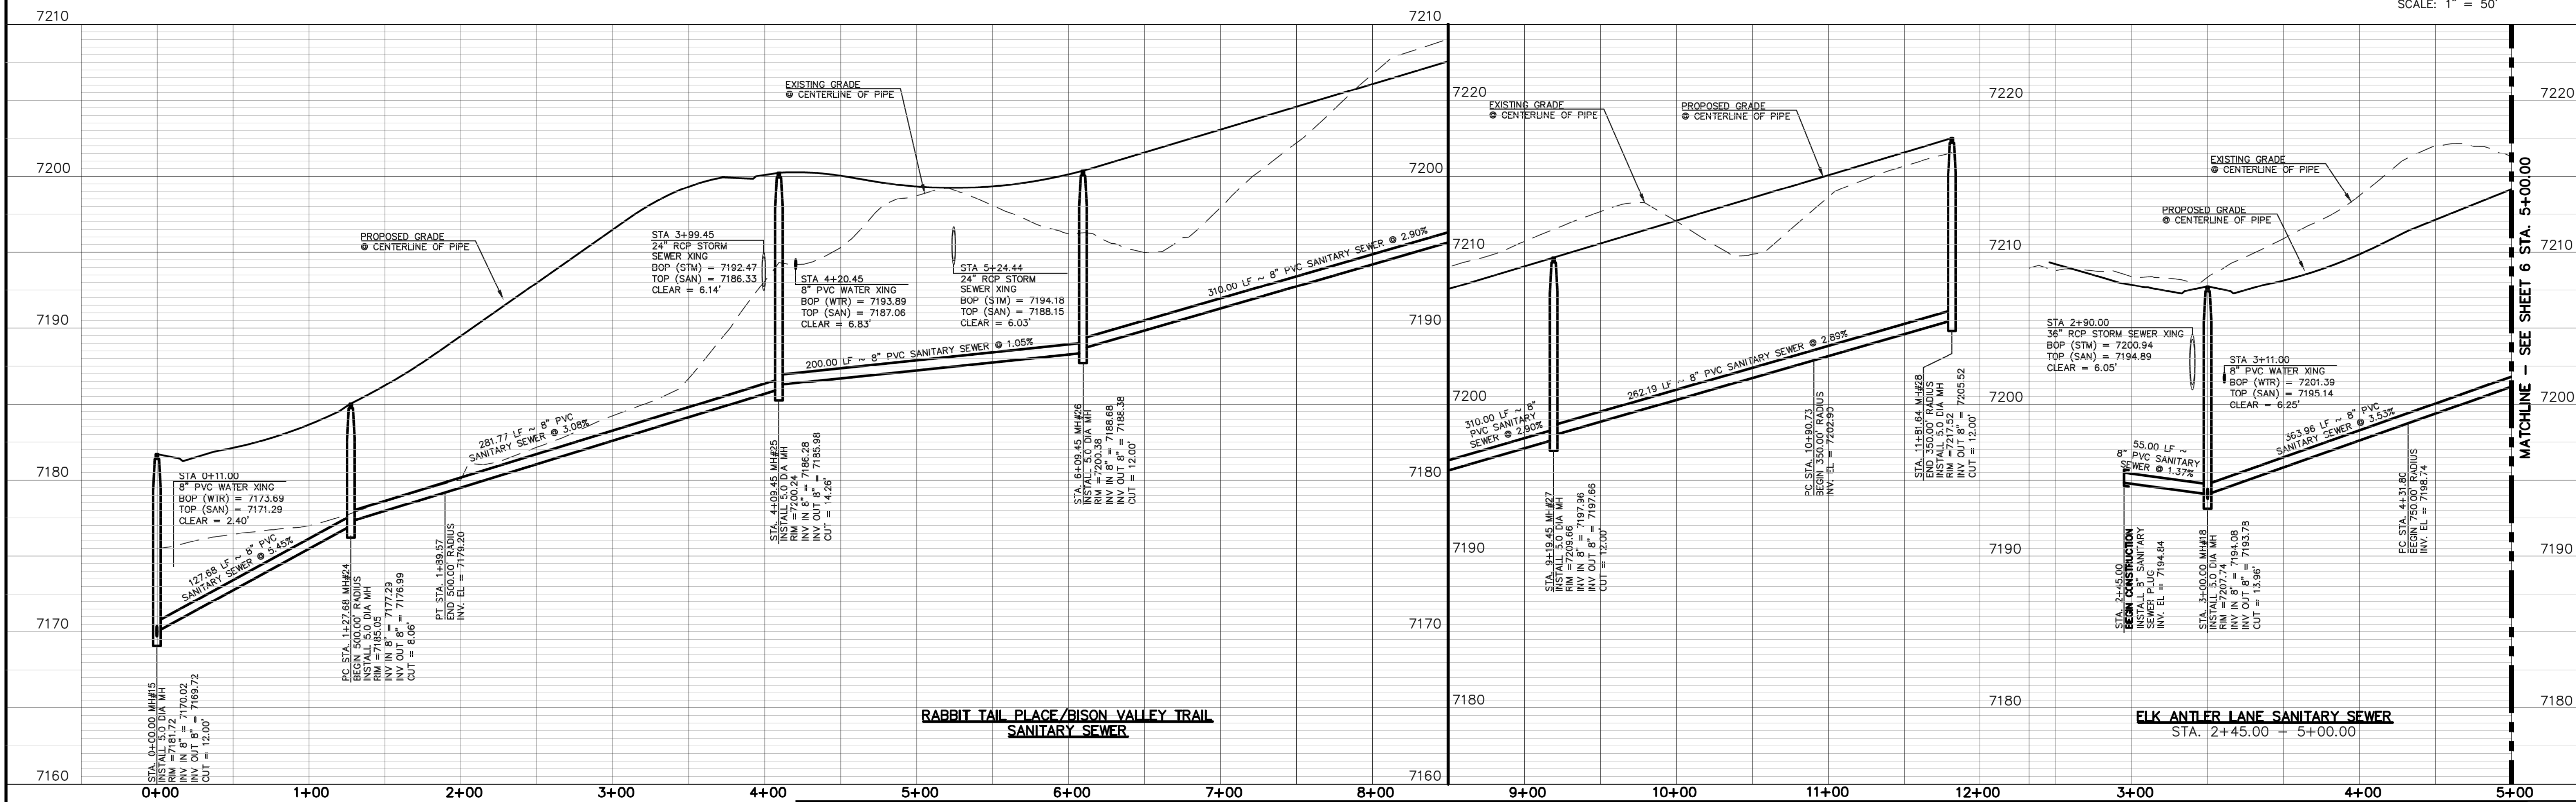 SCALE: 1" = 50'
7210
7200
7190
7180
7170
7160
7210
7200
7190
7180
7170
7160
7220
7210
7200
7190
7180
7220
7210
7200
7190
7180
7220
7210
7200
7190
7180
PROPOSED GRADE
@ CENTERLINE OF PIPE
EXISTING GRADE
@ CENTERLINE OF PIPE
STA 0+11.00
8" PVC WATER XING
BOP (WTR) = 7173.69
TOP (SAN) = 7171.29
CLEAR = 2.40'
127.68 LF ~ 8" PVC
SANITARY SEWER @ 5.45%
STA. 0+00.00 MH#15
INSTALL 5.0 DIA MH
RIM =7181.72
INV IN 8" = 7170.02
INV OUT 8" = 7169.72
CUT = 12.00'
PC STA. 1+27.68 MH#24
BEGIN 500.00' RADIUS
INSTALL 5.0 DIA MH
RIM =7185.05
INV IN 8" = 7177.29
INV OUT 8" = 7176.99
CUT = 8.06'
PT STA. 1+89.57
END 500.00' RADIUS
INV. EL = 7179.20
281.77 LF ~ 8" PVC
SANITARY SEWER @ 3.08%
STA 3+99.45
24" RCP STORM
SEWER XING
BOP (STM) = 7192.47
TOP (SAN) = 7186.33
CLEAR = 6.14'
STA 4+20.45
8" PVC WATER XING
BOP (WTR) = 7193.89
TOP (SAN) = 7187.06
CLEAR = 6.83'
STA. 4+09.45 MH#25
INSTALL 5.0 DIA MH
RIM =7200.24
INV IN 8" = 7186.28
INV OUT 8" = 7185.98
CUT = 14.26'
200.00 LF ~ 8" PVC SANITARY SEWER @ 1.05%
STA 5+24.44
24" RCP STORM
SEWER XING
BOP (STM) = 7194.18
TOP (SAN) = 7188.15
CLEAR = 6.03'
STA. 6+09.45 MH#26
INSTALL 5.0 DIA MH
RIM =7200.38
INV IN 8" = 7188.68
INV OUT 8" = 7188.38
CUT = 12.00'
310.00 LF ~ 8" PVC SANITARY SEWER @ 2.90%
RABBIT TAIL PLACE/BISON VALLEY TRAIL
SANITARY SEWER
EXISTING GRADE
@ CENTERLINE OF PIPE
PROPOSED GRADE
@ CENTERLINE OF PIPE
310.00 LF ~ 8"
PVC SANITARY
SEWER @ 2.90%
STA. 9+19.45 MH#27
INSTALL 5.0 DIA MH
RIM =7209.66
INV IN 8" = 7197.96
INV OUT 8" = 7197.66
CUT = 12.00'
262.19 LF ~ 8" PVC SANITARY SEWER @ 2.89%
PC STA. 10+90.73
BEGIN 350.00' RADIUS
INV. EL = 7202.90
STA. 11+81.64 MH#28
END 350.00' RADIUS
INSTALL 5.0 DIA MH
RIM =7217.52
INV OUT 8" = 7205.52
CUT = 12.00'
STA 2+90.00
36" RCP STORM SEWER XING
BOP (STM) = 7200.94
TOP (SAN) = 7194.89
CLEAR = 6.05'
STA 3+11.00
8" PVC WATER XING
BOP (WTR) = 7201.39
TOP (SAN) = 7195.14
CLEAR = 6.25'
PROPOSED GRADE
@ CENTERLINE OF PIPE
EXISTING GRADE
@ CENTERLINE OF PIPE
55.00 LF ~
8" PVC SANITARY
SEWER @ 1.37%
363.96 LF ~ 8" PVC
SANITARY SEWER @ 3.53%
STA. 2+45.00
BEGIN CONSTRUCTION
INSTALL 8" SANITARY
SEWER PLUG
INV. EL = 7194.84
STA. 3+00.00 MH#18
INSTALL 5.0 DIA MH
RIM =7207.74
INV IN 8" = 7194.08
INV OUT 8" = 7193.78
CUT = 13.96'
PC STA. 4+31.80
BEGIN 750.00' RADIUS
INV. EL = 7198.74
ELK ANTLER LANE SANITARY SEWER
STA. 2+45.00 - 5+00.00
MATCHLINE - SEE SHEET 6 STA. 5+00.00
0+00 1+00 2+00 3+00 4+00 5+00 6+00 7+00 8+00 9+00 10+00 11+00 12+00 3+00 4+00 5+00